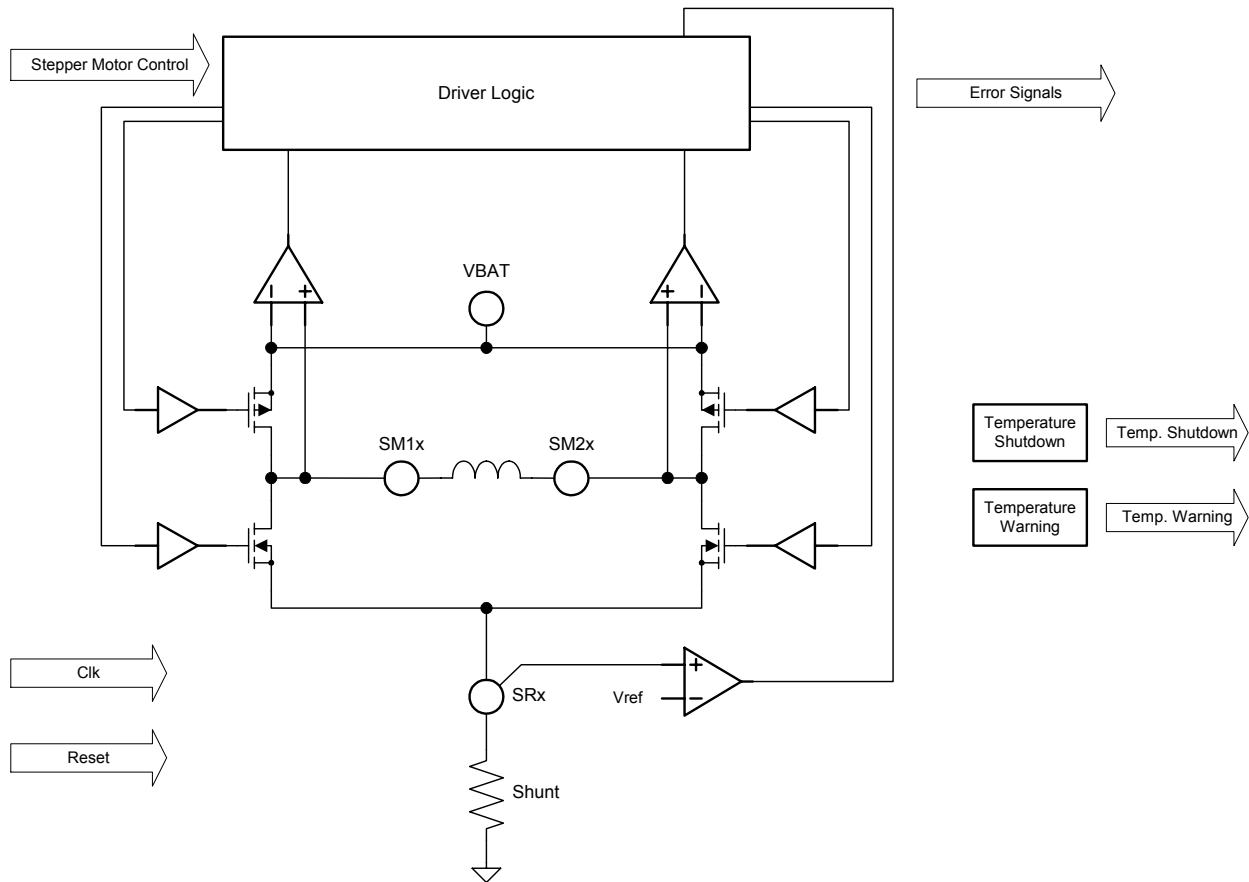 Stepper Motor Control
Driver Logic
Error Signals
VBAT
SM1x
SM2x
Temperature
Shutdown
Temp. Shutdown
Temperature
Warning
Temp. Warning
Clk
SRx
Vref
Reset
Shunt